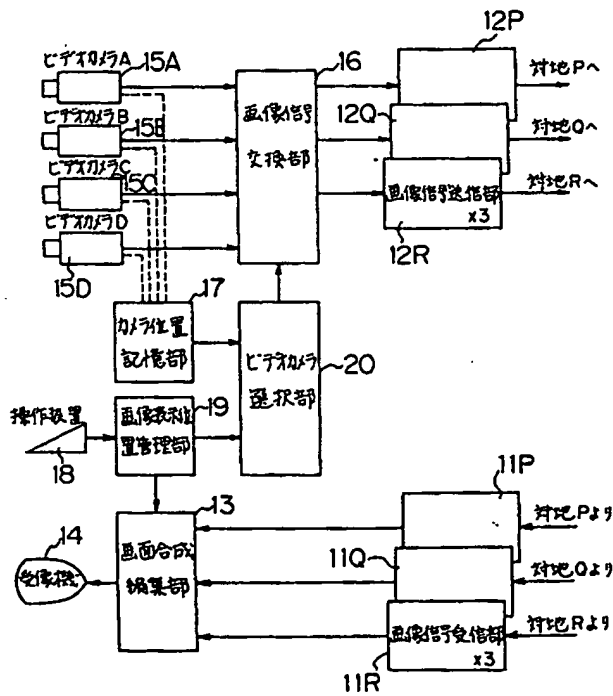 ビデオカメラA
15A
ビデオカメラB
15B
ビデオカメラC
15C
ビデオカメラD
15D
16
画像信号
交換部
12P
対地Pへ
12Q
対地Qへ
対地Rへ
画像信号送信部
×3
12R
17
カメラ位置
記憶部
ビデオカメラ
選択部
20
操作装置
18
19
画像表示位
置管理部
13
画面合成
編集部
14
受像機
11P
対地Pより
11Q
対地Qより
対地Rより
画像信号受信部
×3
11R